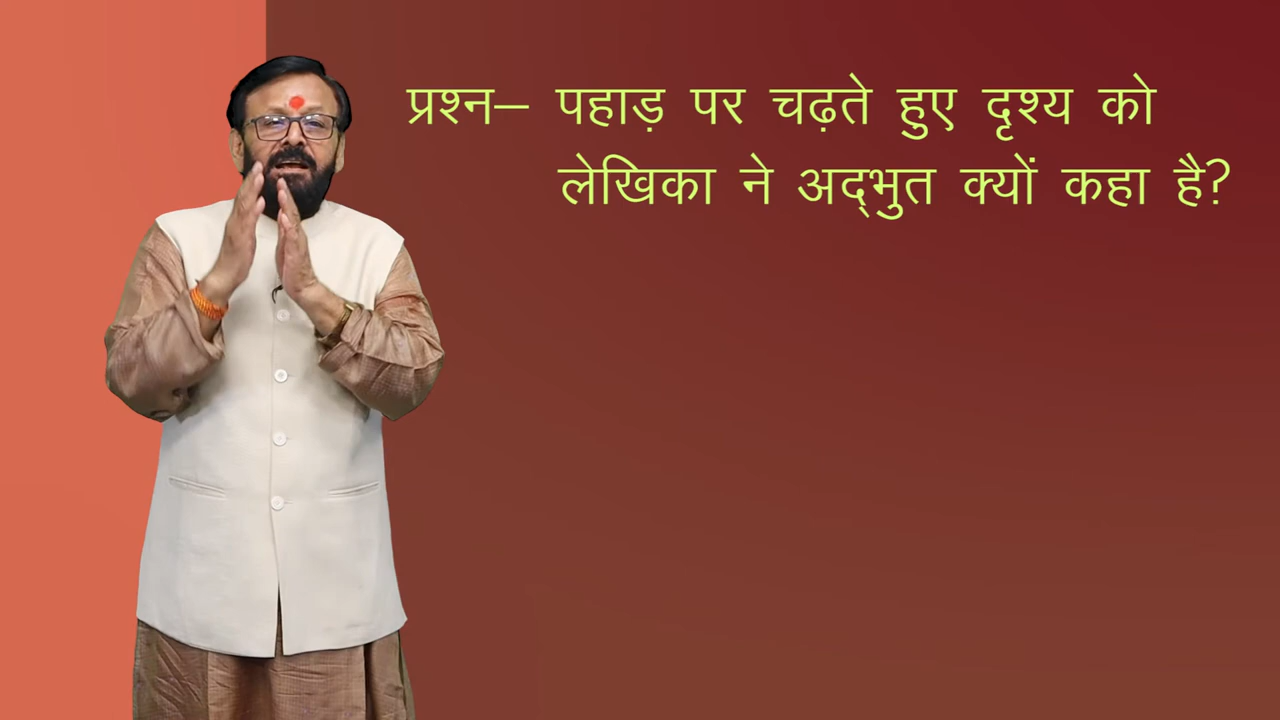 प्रश्न– पहाड़ पर चढ़ते हुए दृश्य को
लेखिका ने अद्‌भुत क्यों कहा है?